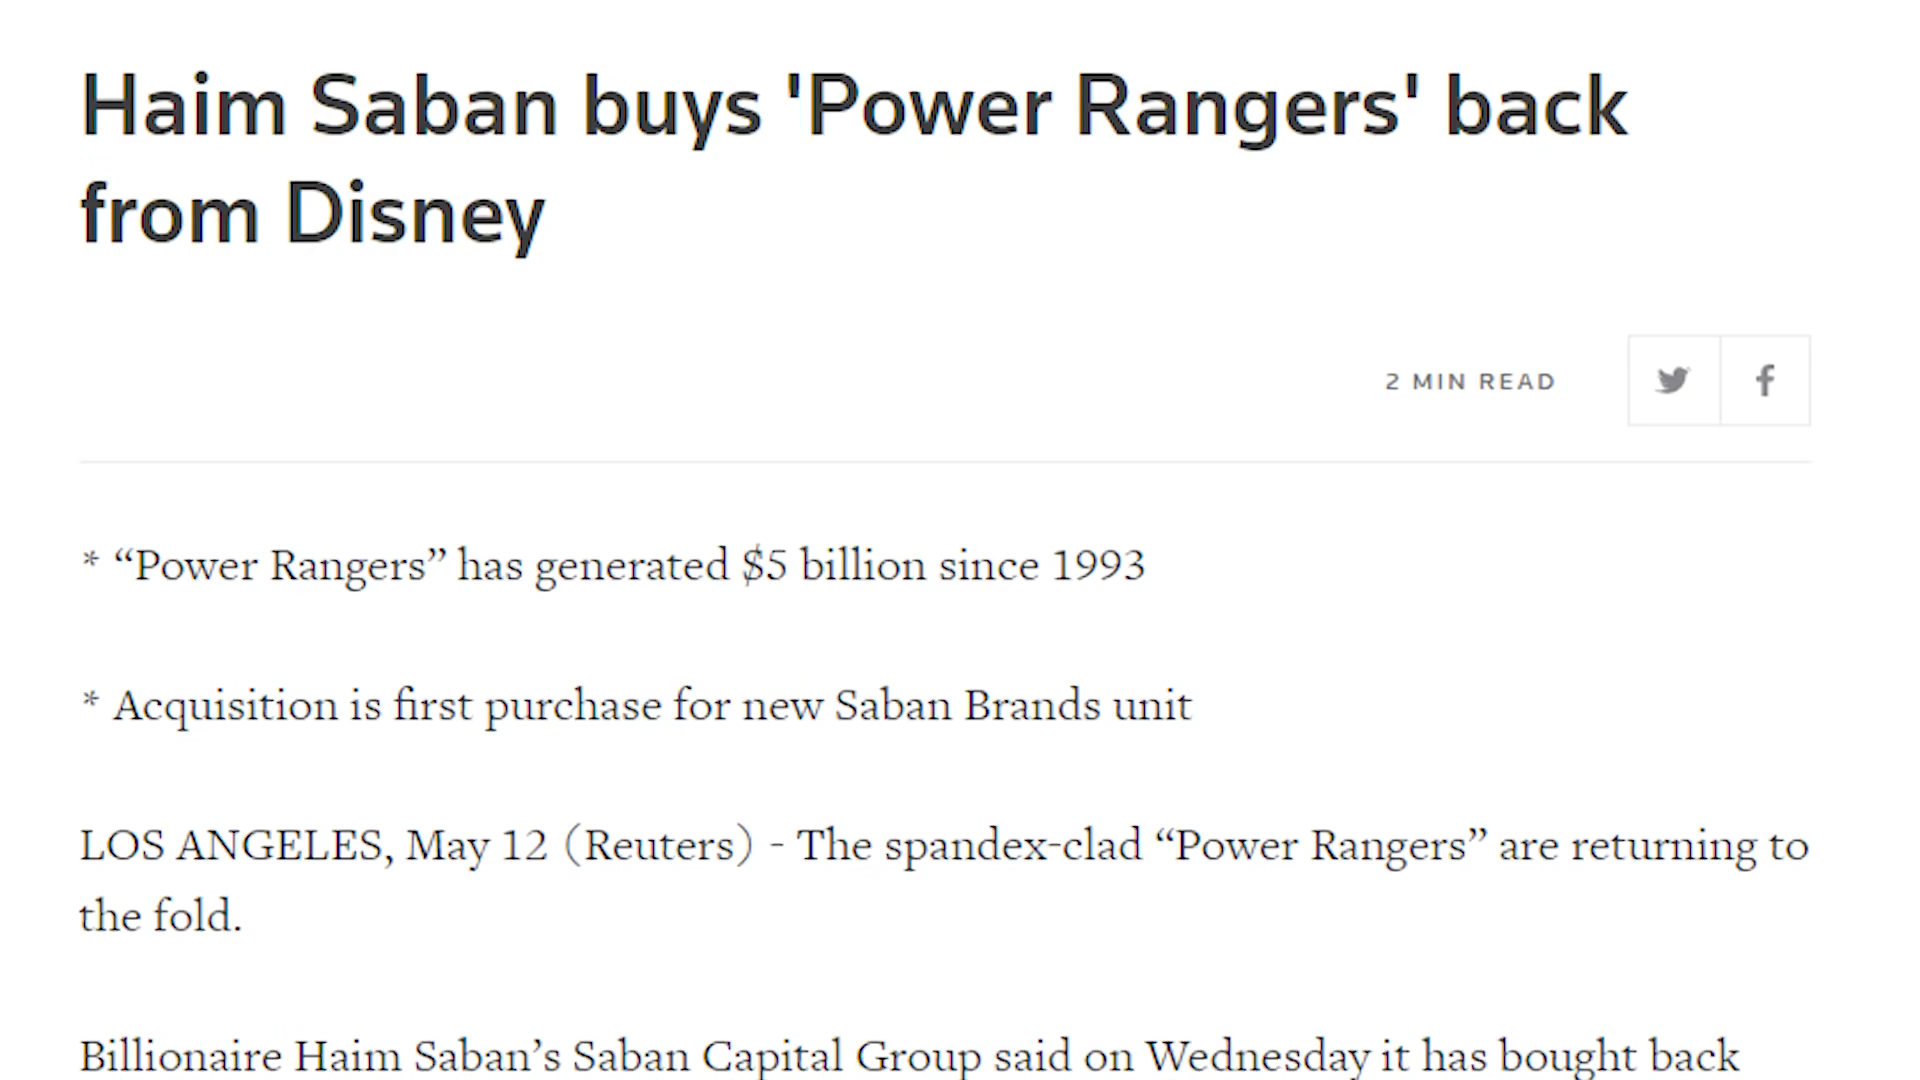 Haim Saban buys 'Power Rangers' back
from Disney
2 MIN READ
* “Power Rangers” has generated $5 billion since 1993
* Acquisition is first purchase for new Saban Brands unit
LOS ANGELES, May 12 (Reuters) - The spandex-clad “Power Rangers” are returning to
the fold.
Billionaire Haim Saban’s Saban Capital Group said on Wednesday it has bought back